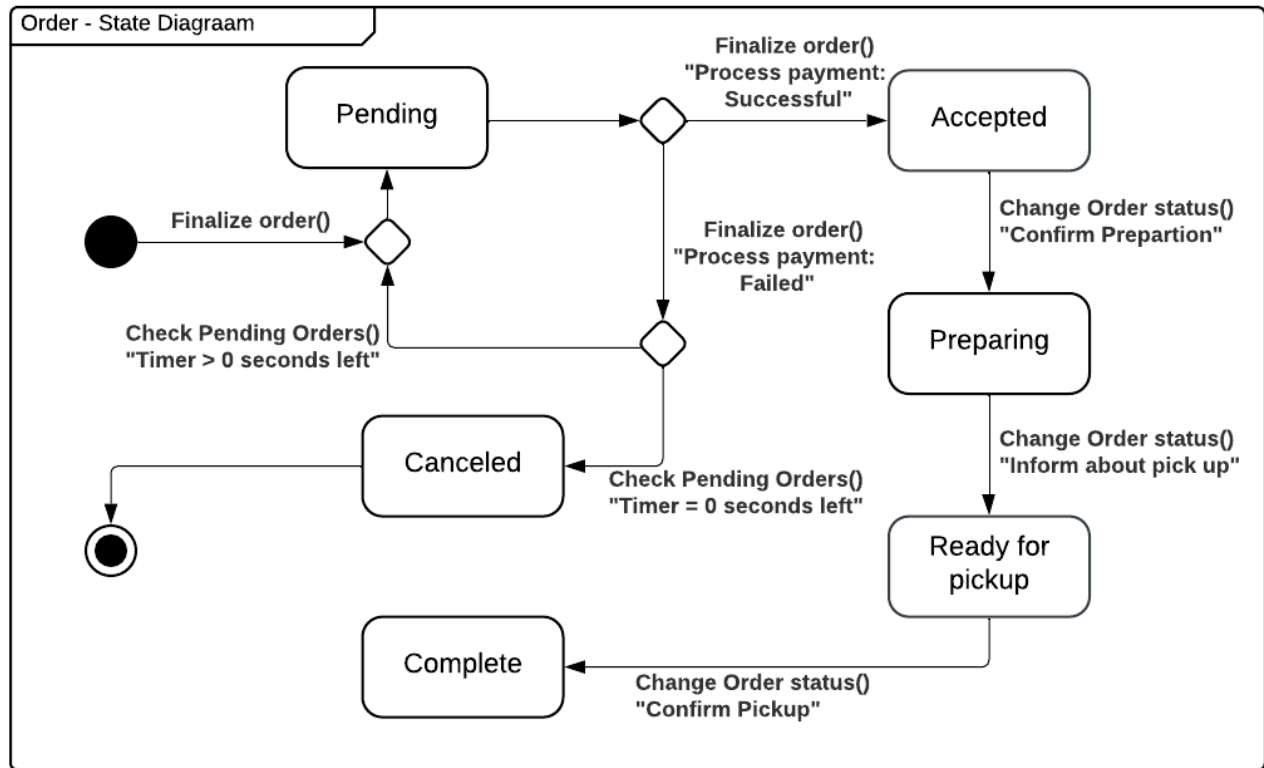 Order - State Diagraam
Finalize order()
"Process payment:
Successful"
Pending
Accepted
Finalize order()
Change Order status()
"Confirm Prepartion"
Finalize order()
"Process payment:
Failed"
Check Pending Orders()
"Timer > 0 seconds left"
Preparing
Canceled
Change Order status()
"Inform about pick up"
Check Pending Orders()
"Timer = 0 seconds left"
Ready for
pickup
Complete
Change Order status()
"Confirm Pickup"